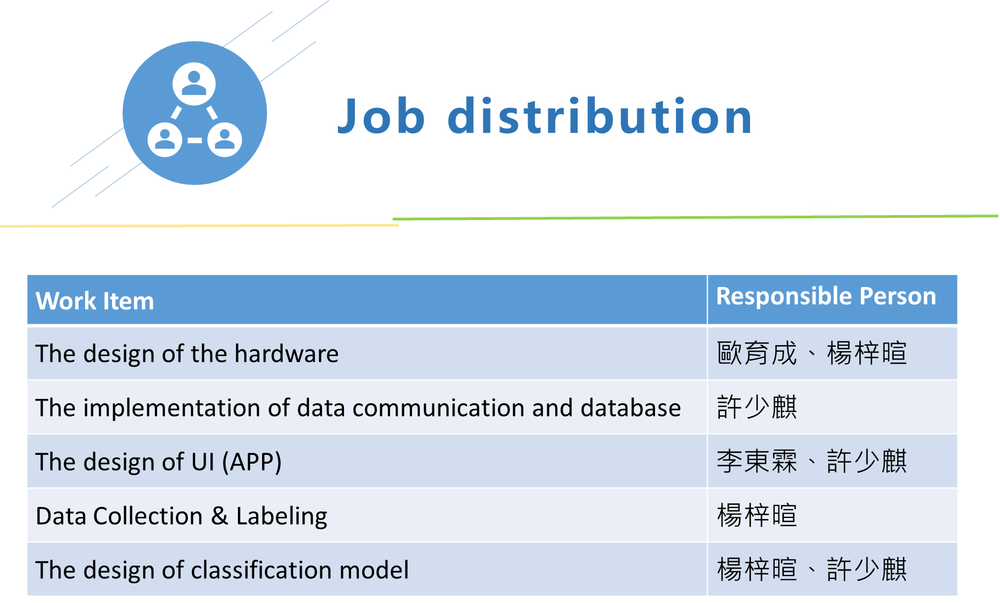 Job distribution
Work Item Responsible Person
The design of the hardware 歐育成、楊梓暄
The implementation of data communication and database 許少麒
The design of UI (APP) 李東霖、許少麒
Data Collection & Labeling 楊梓暄
The design of classification model 楊梓暄、許少麒